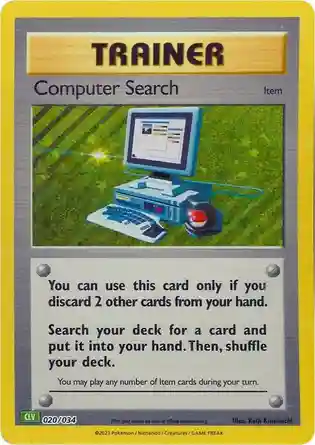 TRAINER
Computer Search
Item
You can use this card only if you
discard 2 other cards from your hand.
Search your deck for a card and
put it into your hand. Then, shuffle
your deck.
You may play any number of Item cards during your turn.
CLV 020/034
Illus. Keiji Kinebuchi
©2023 Pokémon / Nintendo / Creatures / GAME FREAK